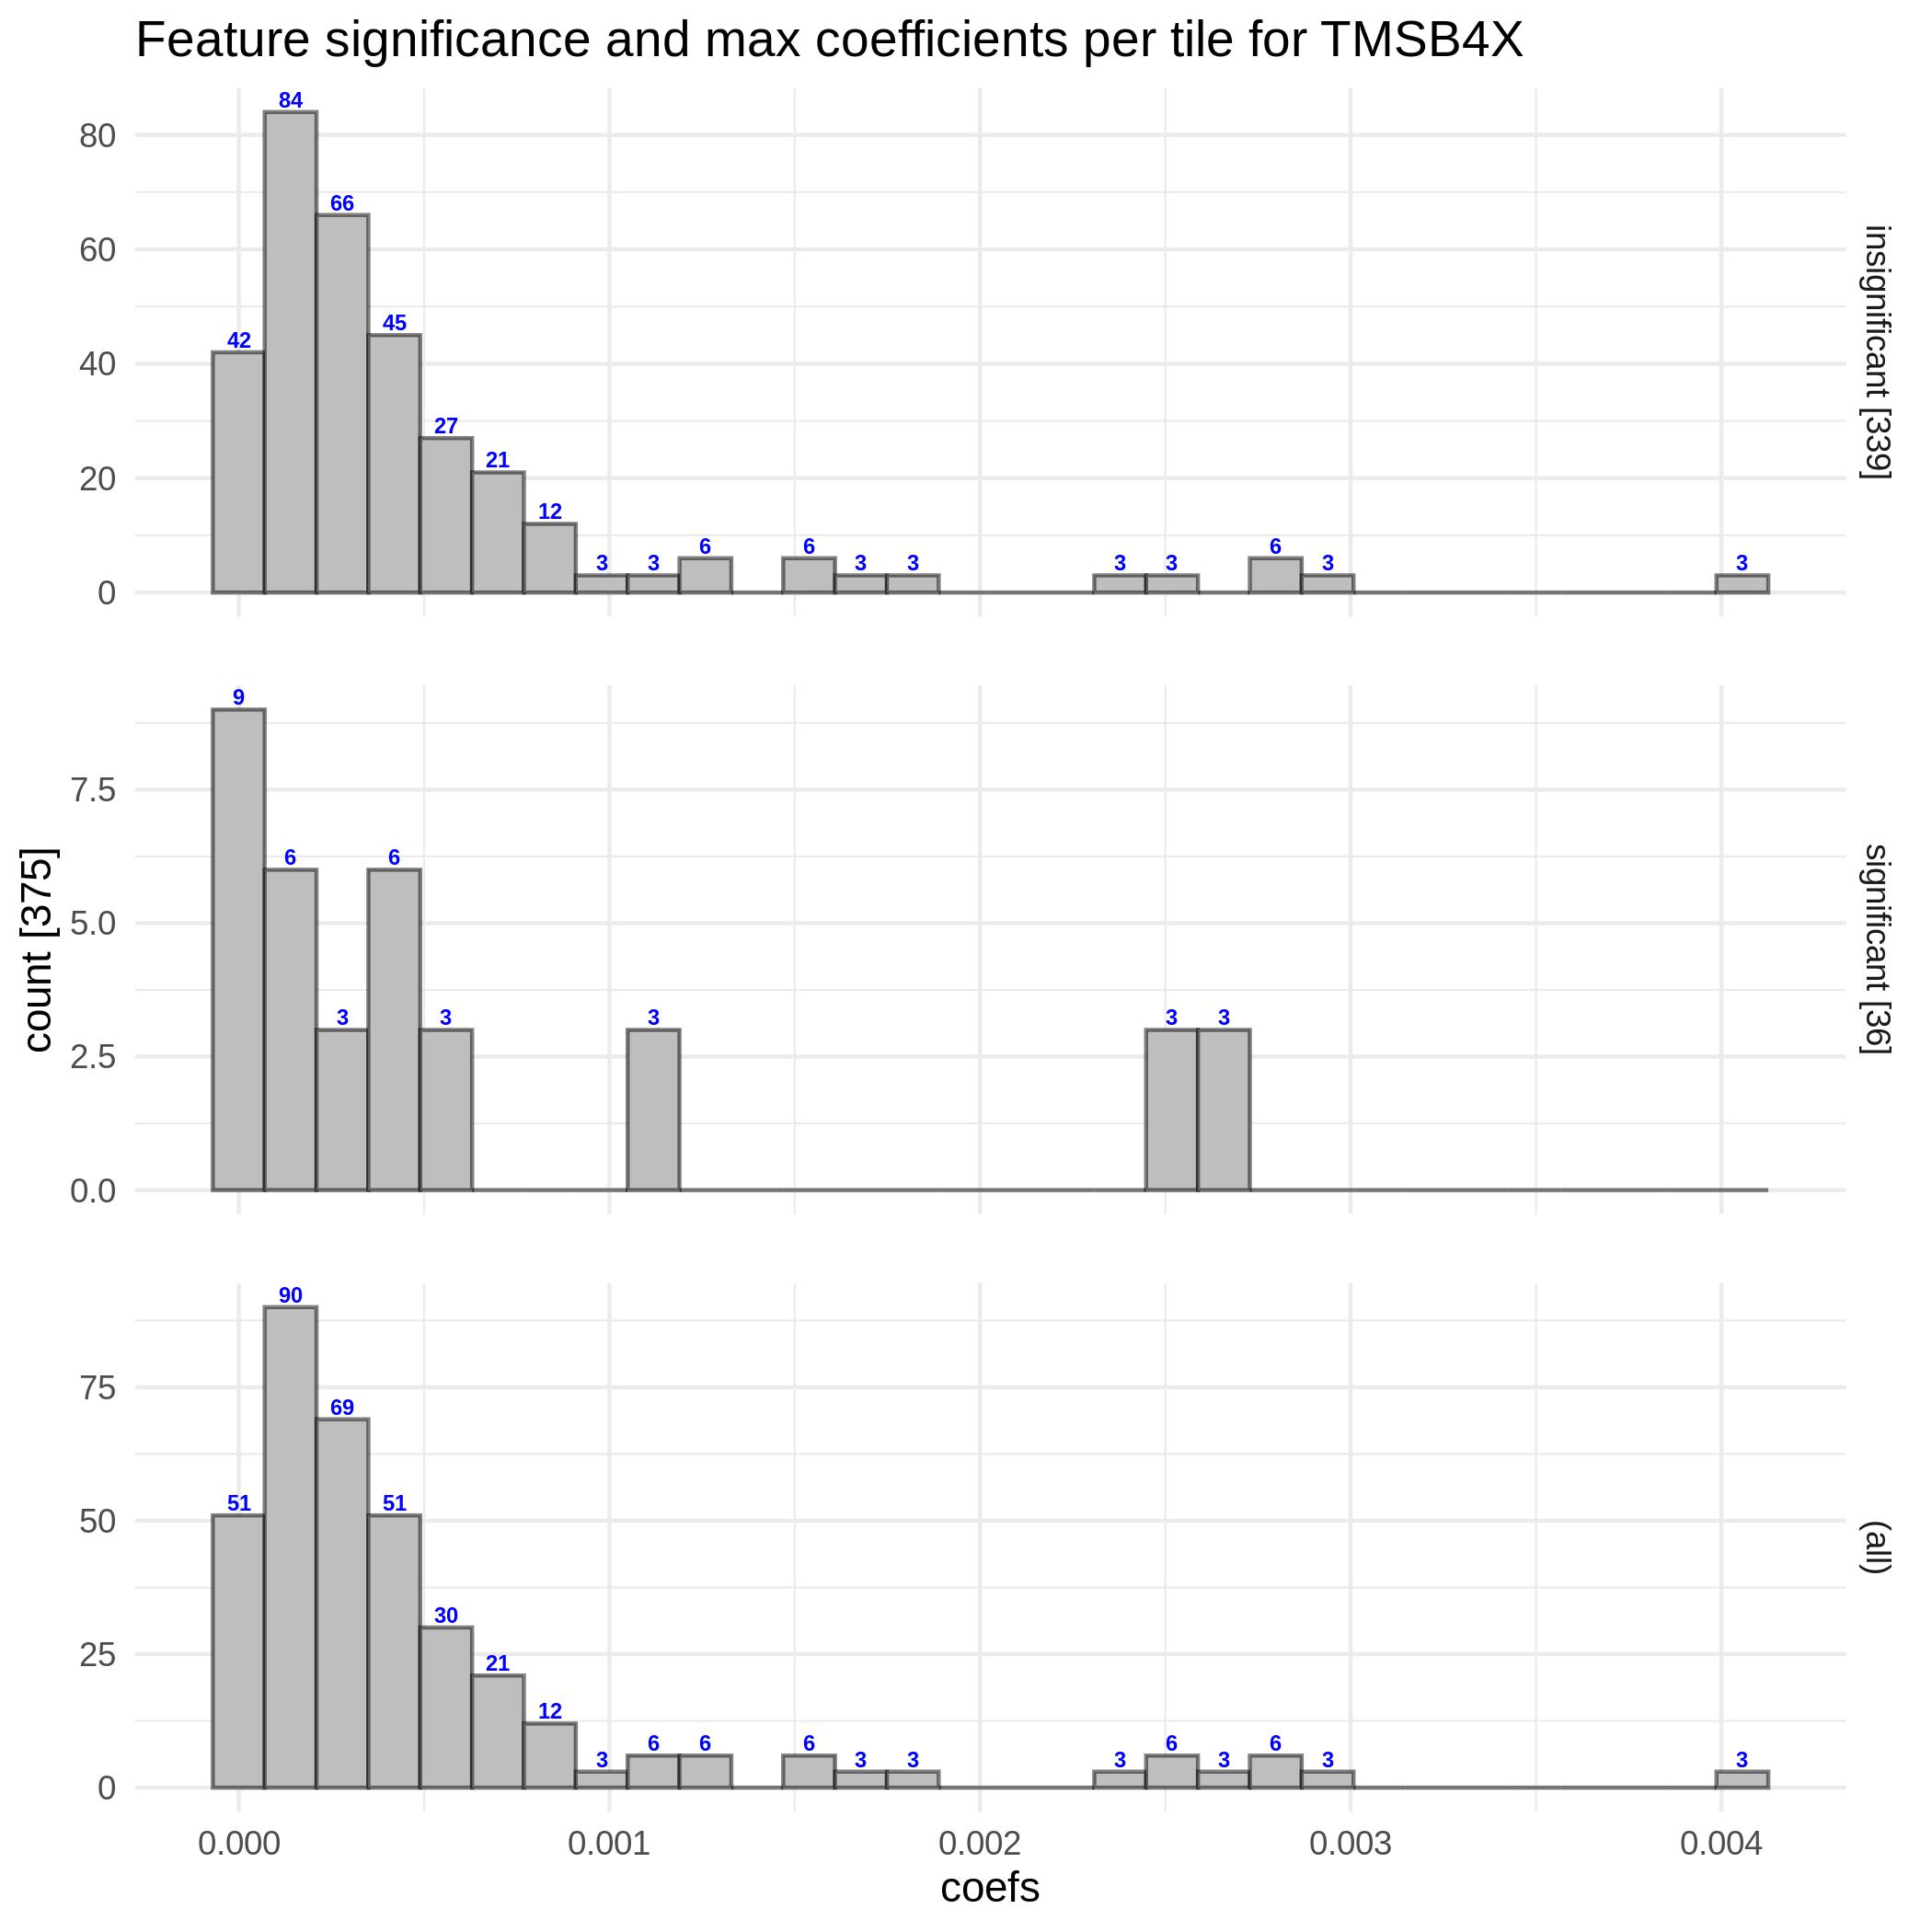 Feature significance and max coefficients per tile for TMSB4X
84
80
66
60
45
42
40
27
21
20
12
3 3 6 6 3 3 3 3 6 3 3
0
insignificant [339]
9
7.5
6 6
5.0
3 3 3 3 3
2.5
0.0
significant [36]
count [375]
90
75
69
51 51
50
30
25
21
12
3 6 6 6 3 3 3 6 3 6 3 3
0
(all)
0.000 0.001 0.002 0.003 0.004
coefs